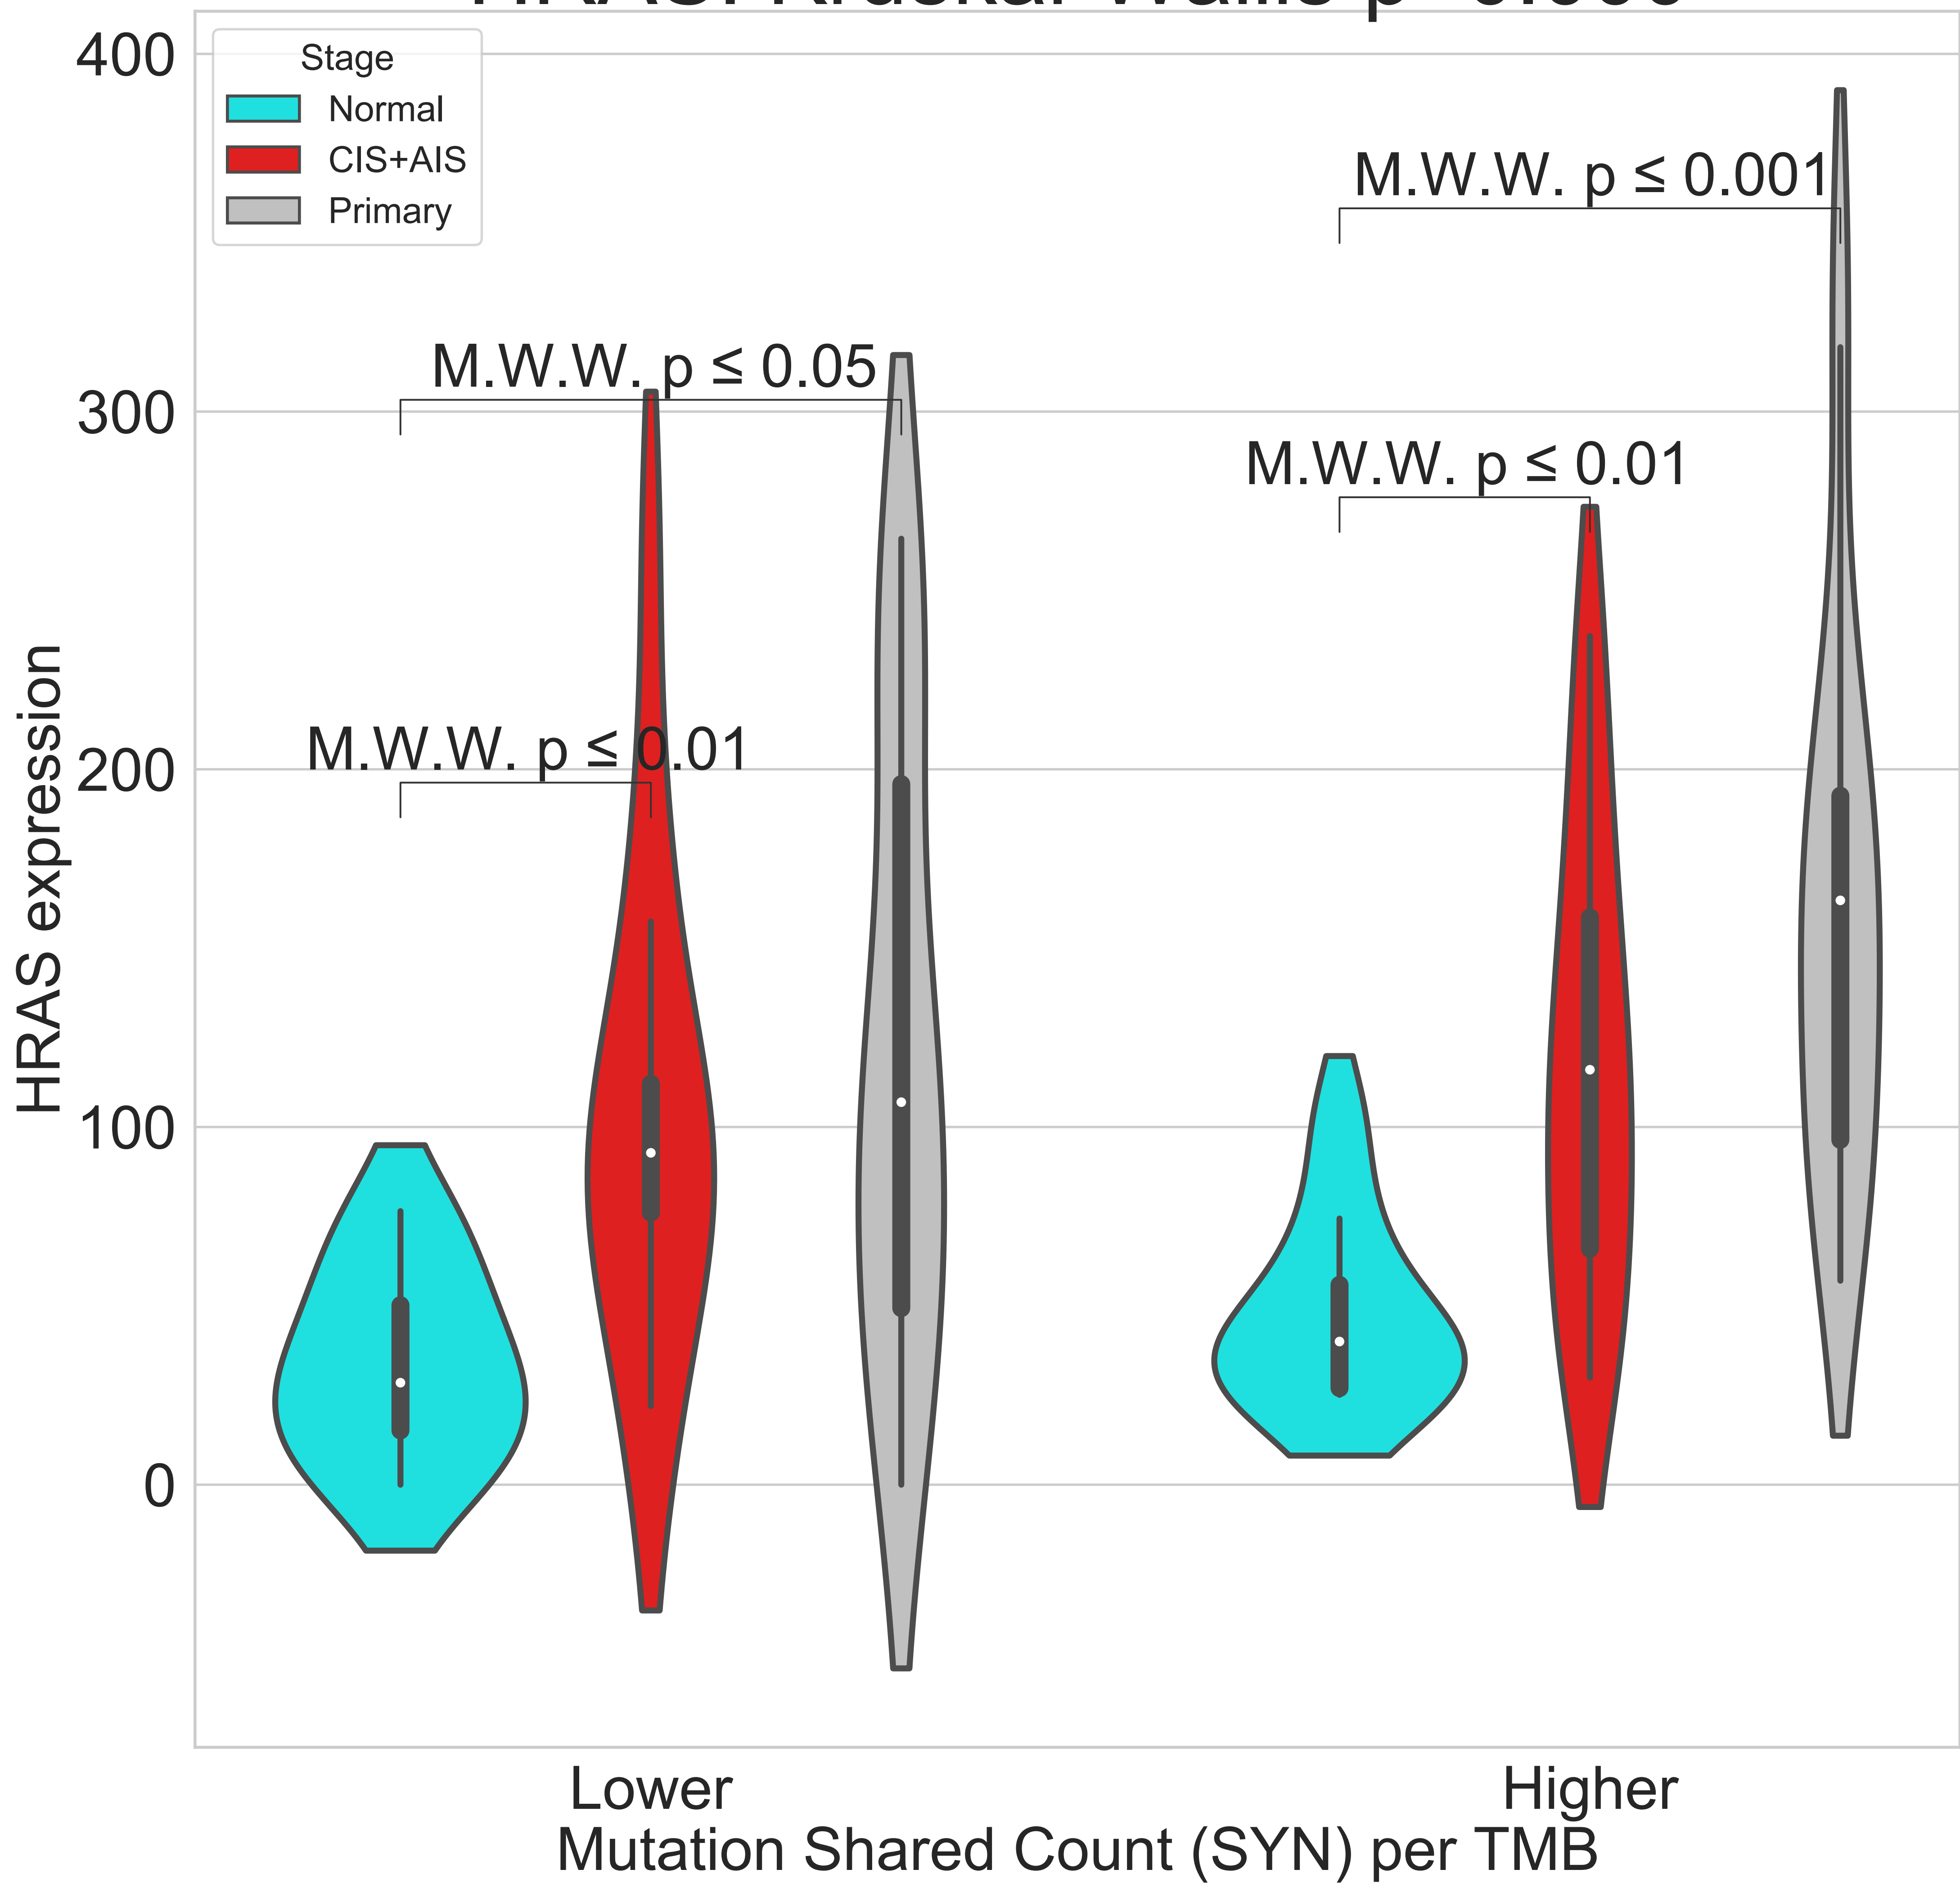 400
300
200
100
0
HRAS expression
Stage
Normal
CIS+AIS
Primary
M.W.W. p ≤ 0.001
M.W.W. p ≤ 0.05
M.W.W. p ≤ 0.01
M.W.W. p ≤ 0.01
Lower
Higher
Mutation Shared Count (SYN) per TMB